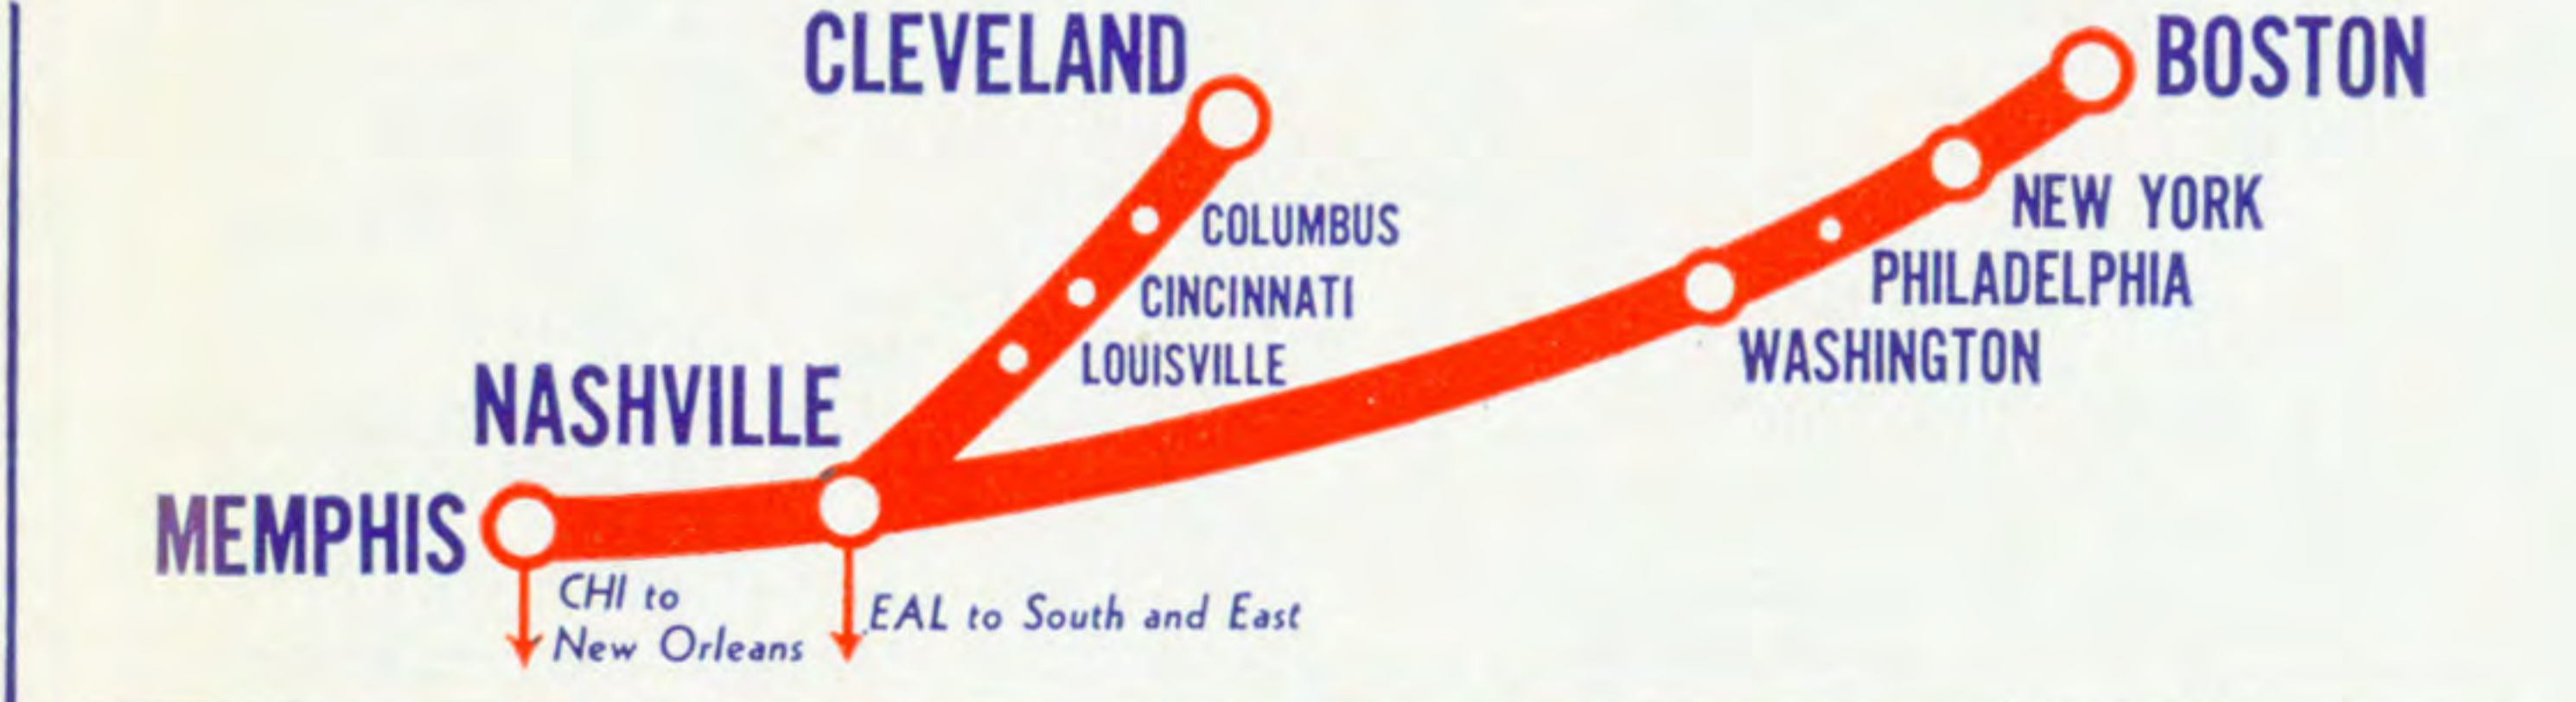 CLEVELAND
BOSTON
COLUMBUS
NEW YORK
CINCINNATI
PHILADELPHIA
LOUISVILLE
WASHINGTON
NASHVILLE
MEMPHIS
CHI to
New Orleans
EAL to South and East